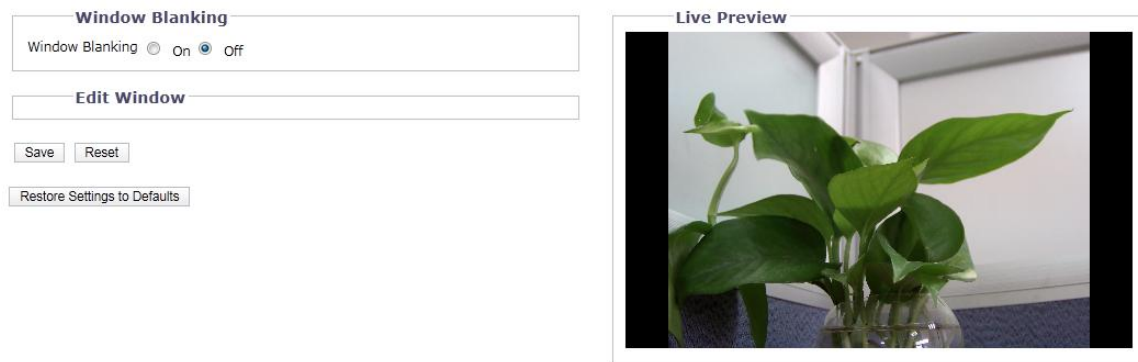 Window Blanking
Window Blanking On Off
Edit Window
Save Reset
Restore Settings to Defaults
Live Preview